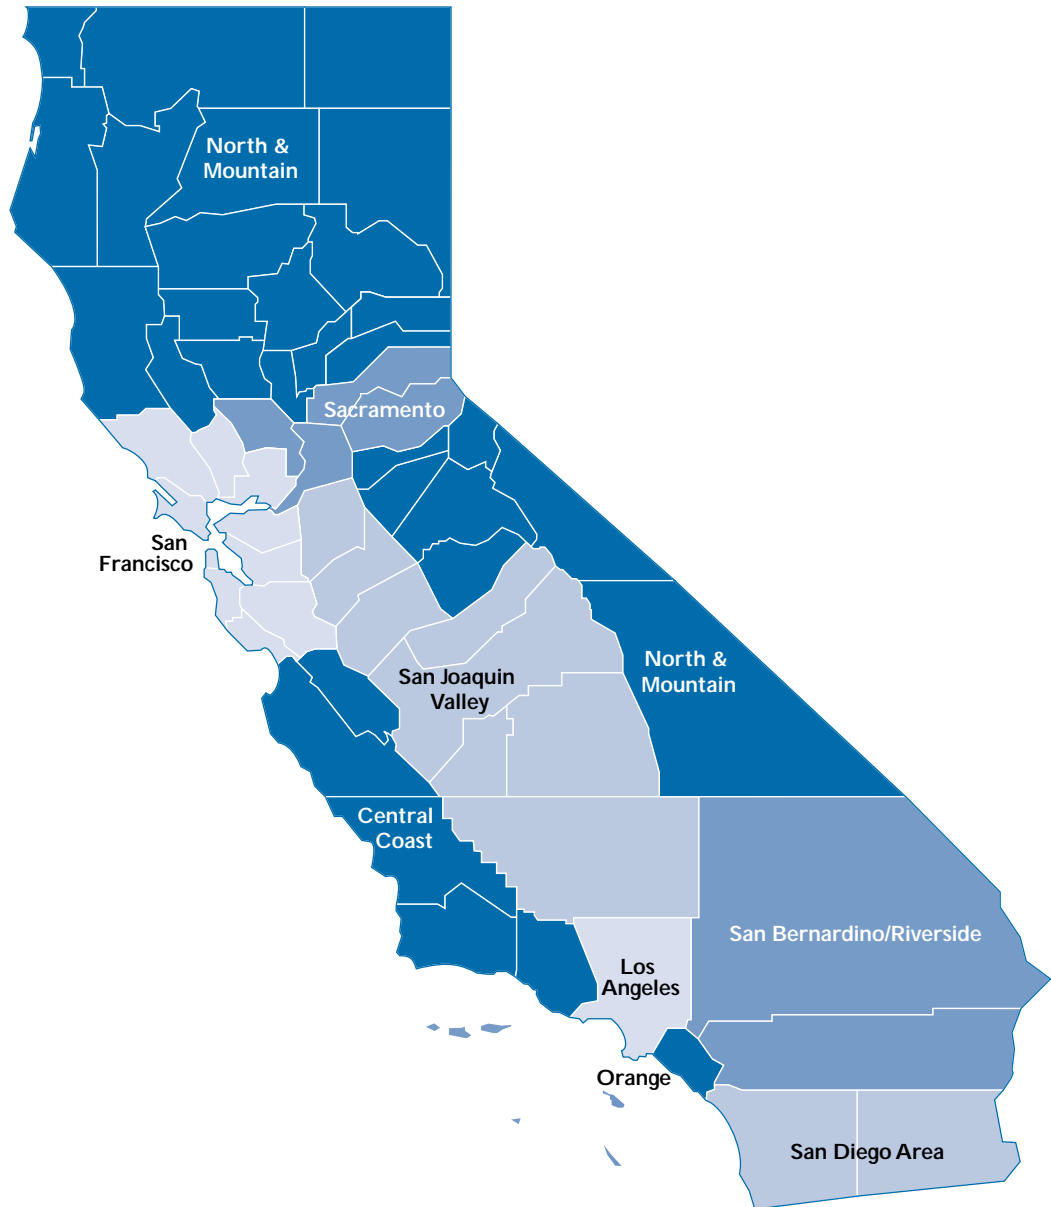 North &
Mountain
Sacramento
San
Francisco
San Joaquin
Valley
North &
Mountain
Central
Coast
San Bernardino/Riverside
Los
Angeles
Orange
San Diego Area